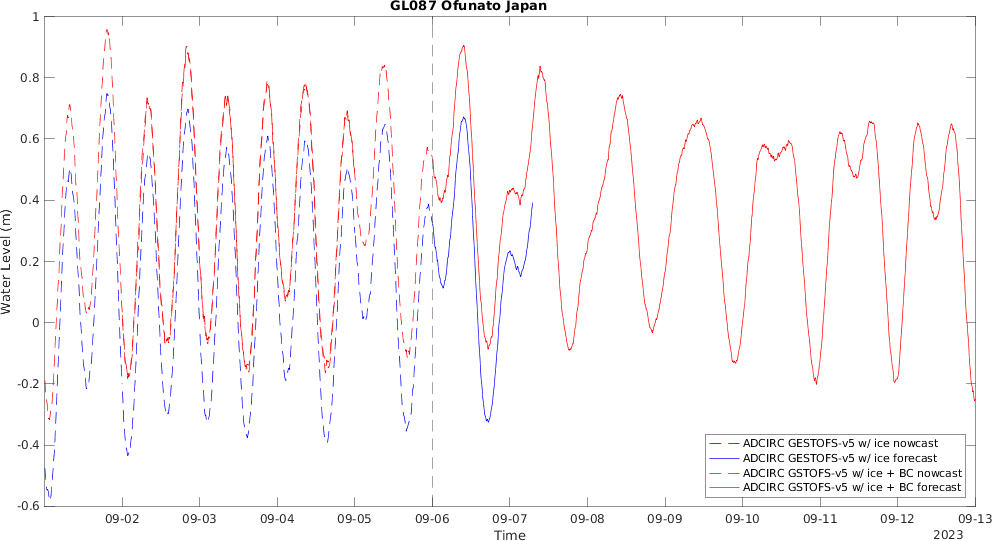 GL087 Ofunato Japan
1
0.8
0.6
0.4
0.2
0
-0.2
-0.4
-0.6
Water Level (m)
ADCIRC GESTOFS-v5 w/ ice nowcast
ADCIRC GESTOFS-v5 w/ ice forecast
ADCIRC GSTOFS-v5 w/ ice + BC nowcast
ADCIRC GSTOFS-v5 w/ ice + BC forecast
09-02 09-03 09-04 09-05 09-06 09-07 09-08 09-09 09-10 09-11 09-12 09-13
Time
2023